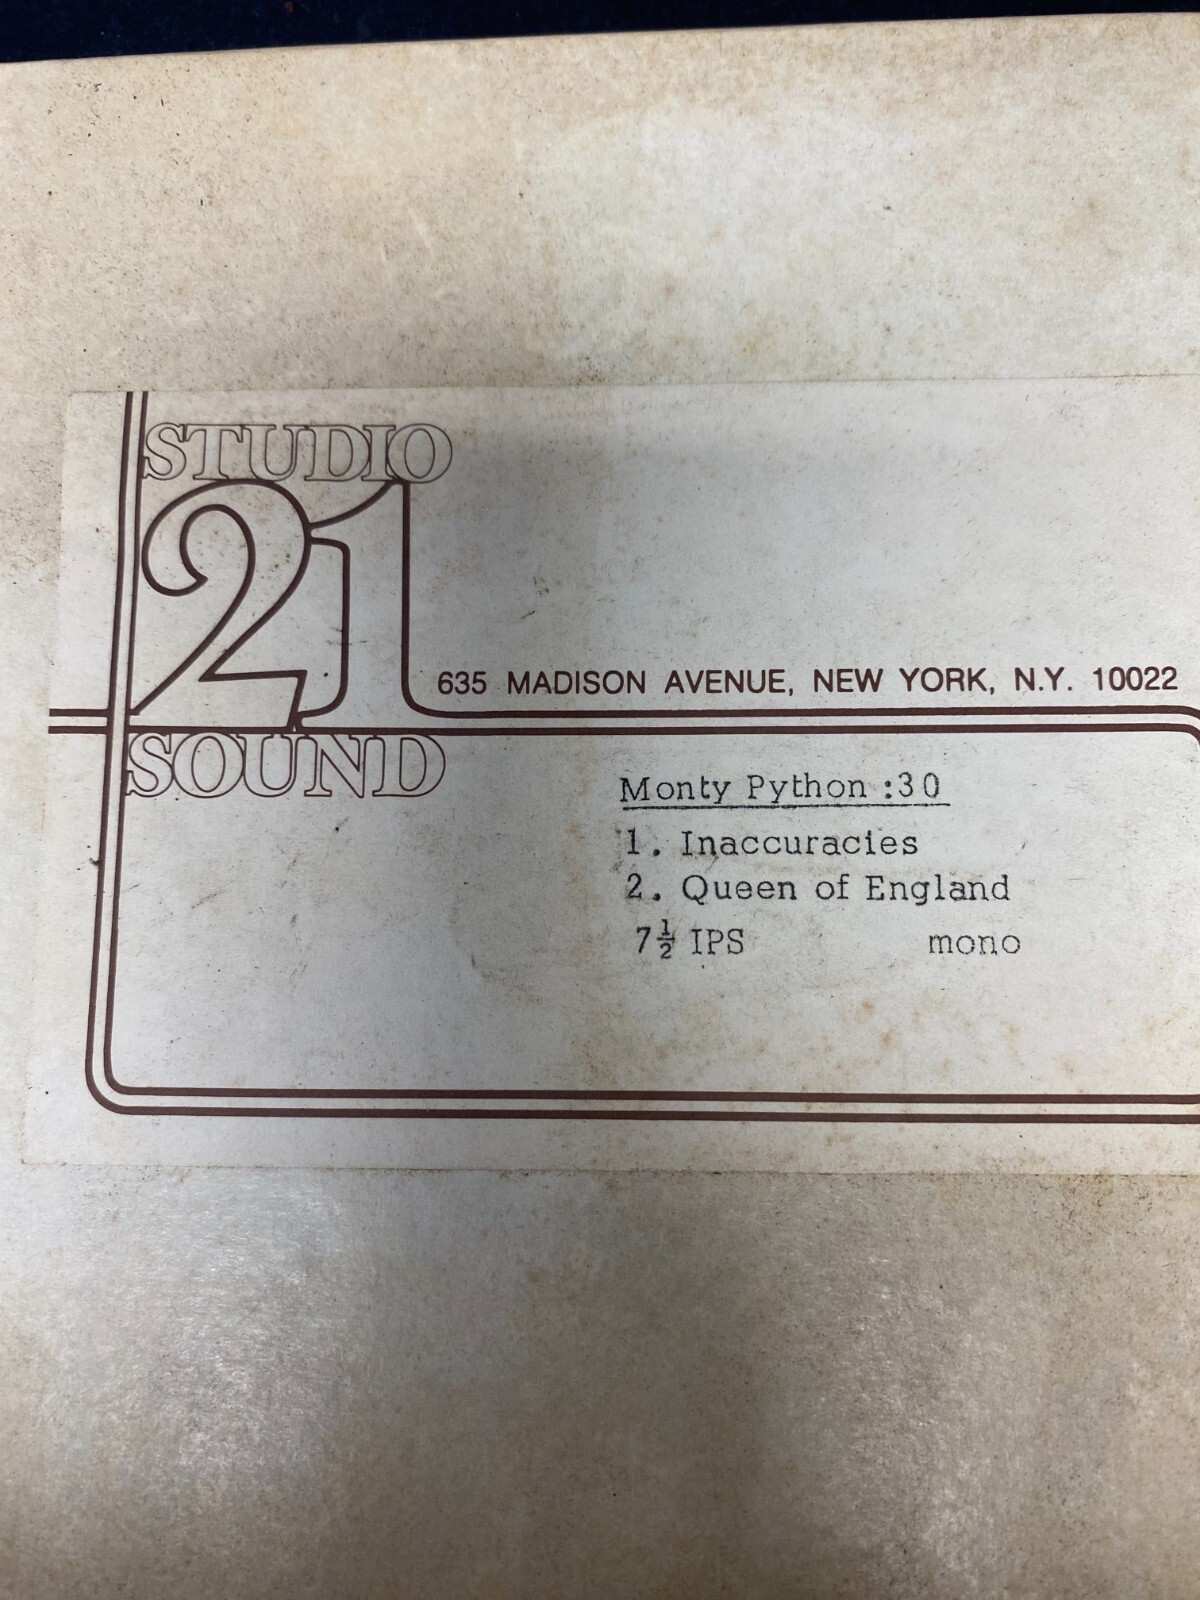 STUDIO
21
635 MADISON AVENUE, NEW YORK, N.Y. 10022
SOUND
Monty Python :30
1. Inaccuracies
2. Queen of England
7½ IPS mono